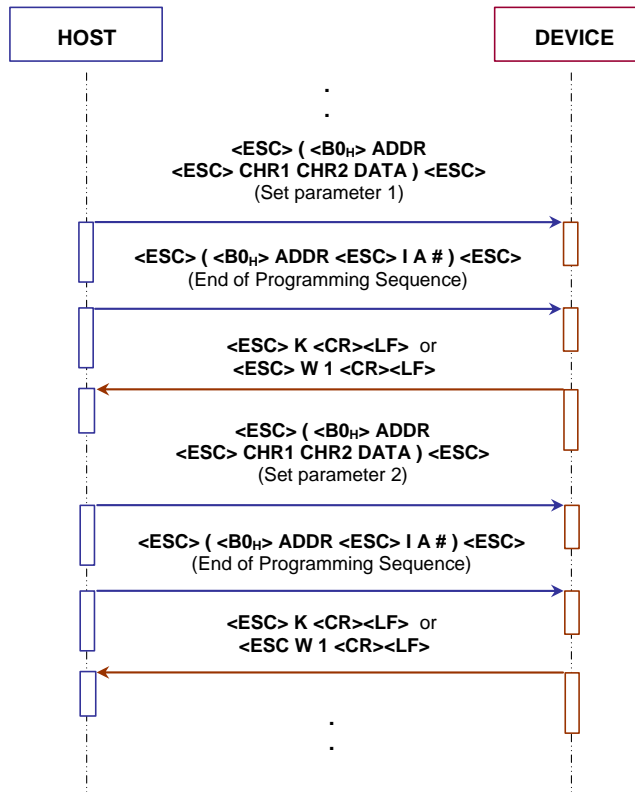 HOST
DEVICE
.
.
<ESC> ( <B0H> ADDR
<ESC> CHR1 CHR2 DATA ) <ESC>
(Set parameter 1)
<ESC> ( <B0H> ADDR <ESC> I A # ) <ESC>
(End of Programming Sequence)
<ESC> K <CR><LF> or
<ESC> W 1 <CR><LF>
<ESC> ( <B0H> ADDR
<ESC> CHR1 CHR2 DATA ) <ESC>
(Set parameter 2)
<ESC> ( <B0H> ADDR <ESC> I A # ) <ESC>
(End of Programming Sequence)
<ESC> K <CR><LF> or
<ESC W 1 <CR><LF>
.
.